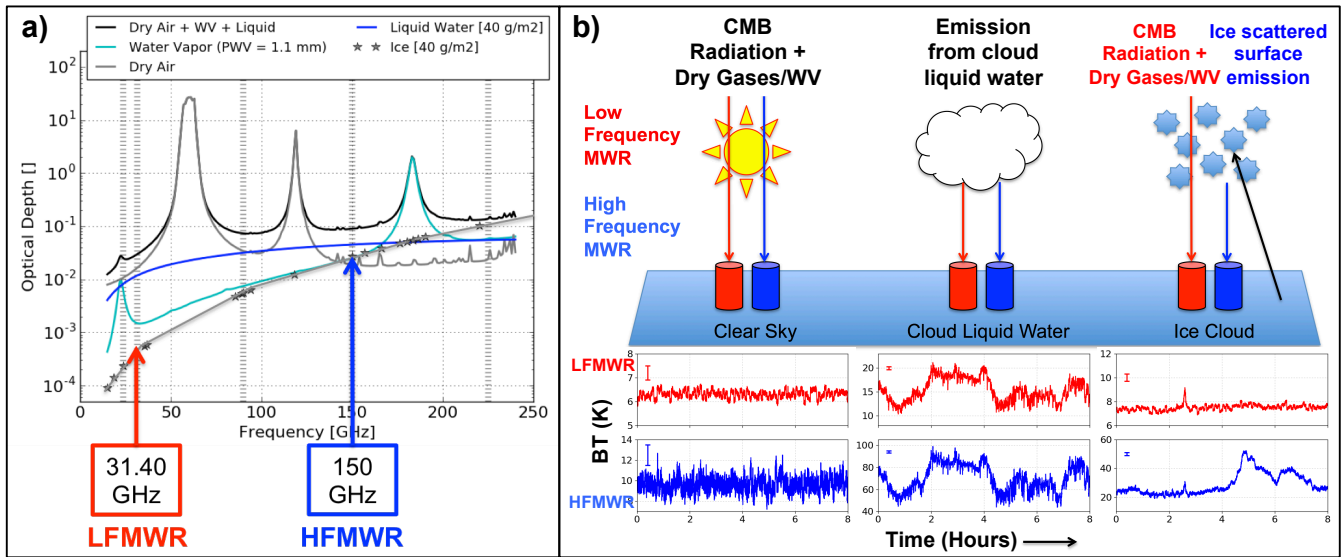 a)
Dry Air + WV + Liquid
Water Vapor (PWV = 1.1 mm)
Dry Air
Liquid Water [40 g/m2]
Ice [40 g/m2]
Optical Depth []
10^2
10^1
10^0
10^-1
10^-2
10^-3
10^-4
0 50 100 150 200 250
Frequency [GHz]
31.40
GHz
LFMWR
150
GHz
HFMWR
b)
CMB
Radiation +
Dry Gases/WV
Emission
from cloud
liquid water
CMB
Radiation +
Dry Gases/WV
Ice scattered
surface
emission
Low
Frequency
MWR
High
Frequency
MWR
Clear Sky
Cloud Liquid Water
Ice Cloud
LFMWR
HFMWR
BT (K)
8
7
6
5
20
15
10
12
10
8
6
14
13
12
11
10
9
8
0 2 4 6 8
100
80
60
40
0 2 4 6 8
60
40
20
0 2 4 6 8
Time (Hours)